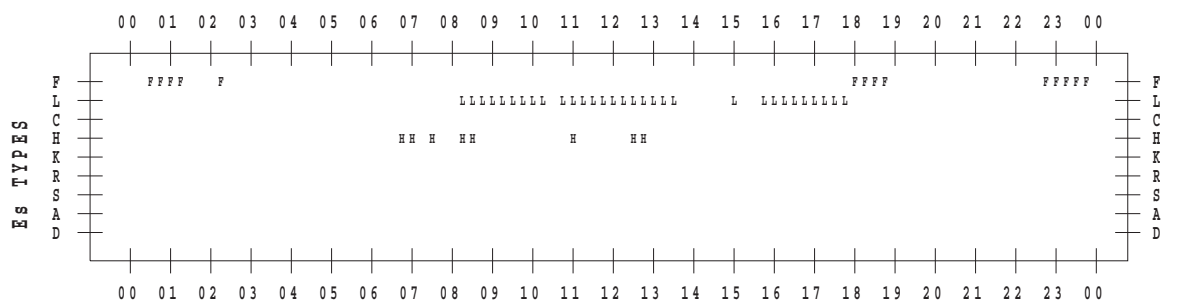 00 01 02 03 04 05 06 07 08 09 10 11 12 13 14 15 16 17 18 19 20 21 22 23 00
F FFFF F FFFF FFFFF F
L LLLLLLLLL LLLLLLLLLLLL L LLLLLLLLL L
C C
H HH H HH H HH H
K K
R R
S S
A A
D D
Es TYPES
00 01 02 03 04 05 06 07 08 09 10 11 12 13 14 15 16 17 18 19 20 21 22 23 00